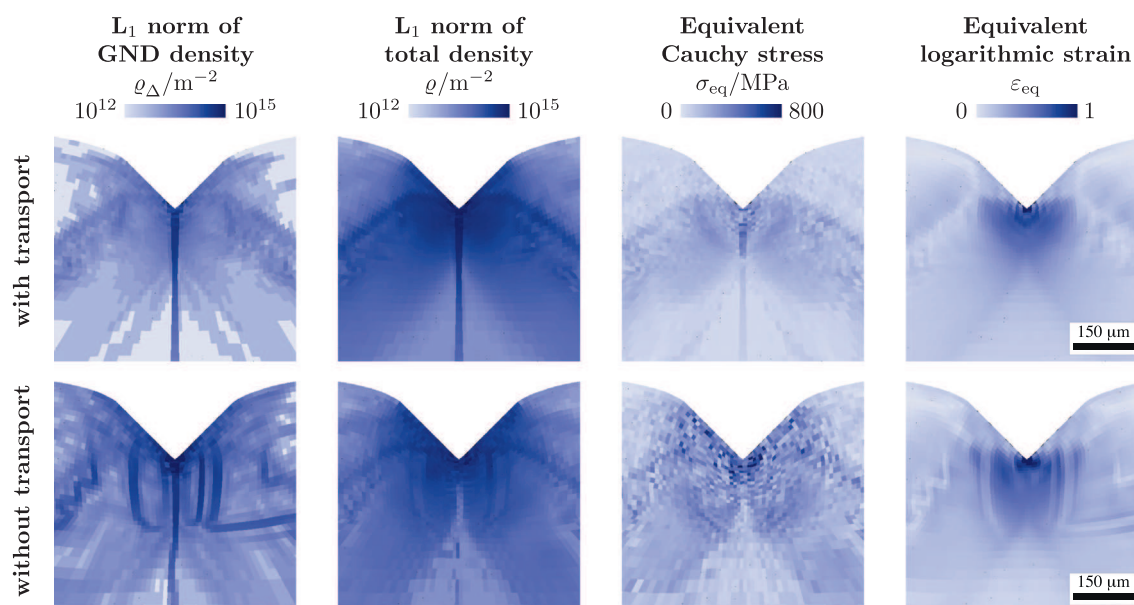 L₁ norm of
GND density
ϱ_Δ/m⁻²
10¹² 10¹⁵
L₁ norm of
total density
ϱ/m⁻²
10¹² 10¹⁵
Equivalent
Cauchy stress
σ_eq/MPa
0 800
Equivalent
logarithmic strain
ε_eq
0 1
with transport
150 μm
without transport
150 μm